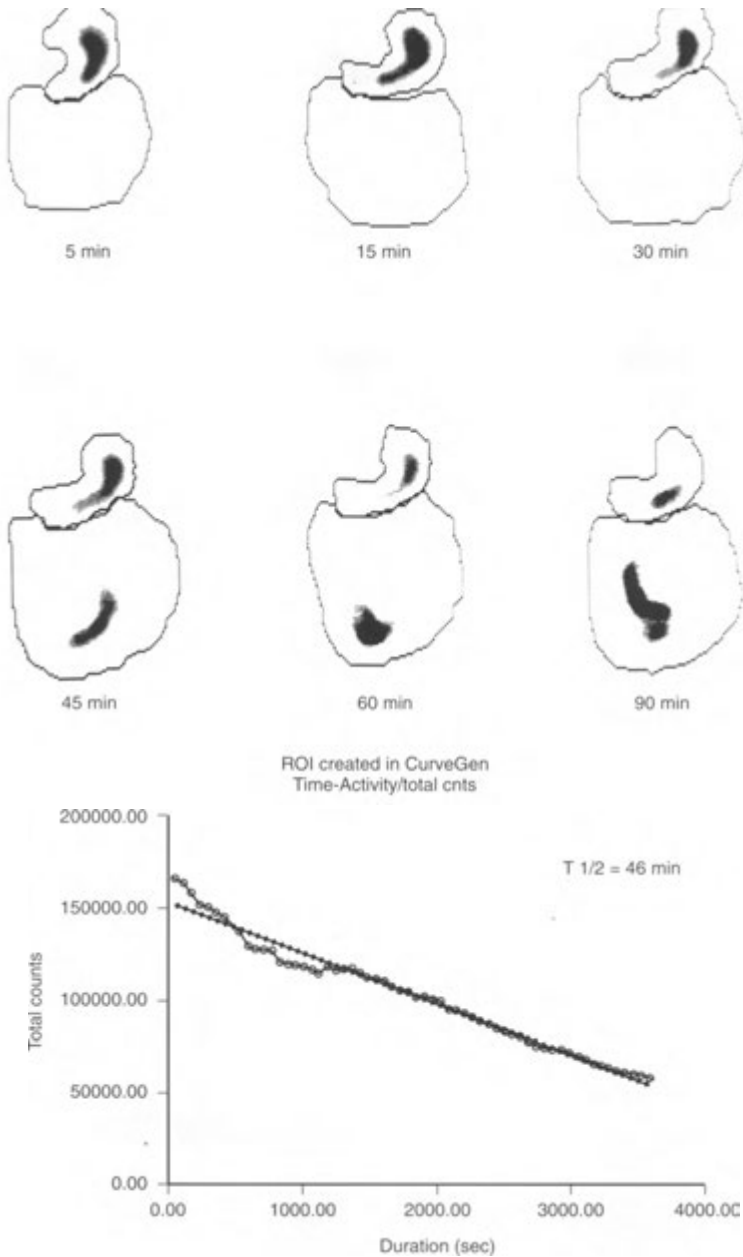 5 min
15 min
30 min
45 min
60 min
90 min
ROI created in CurveGen
Time-Activity/total cnts
200000.00
T 1/2 = 46 min
150000.00
Total counts
100000.00
50000.00
0.00
0.00
1000.00
2000.00
3000.00
4000.00
Duration (sec)